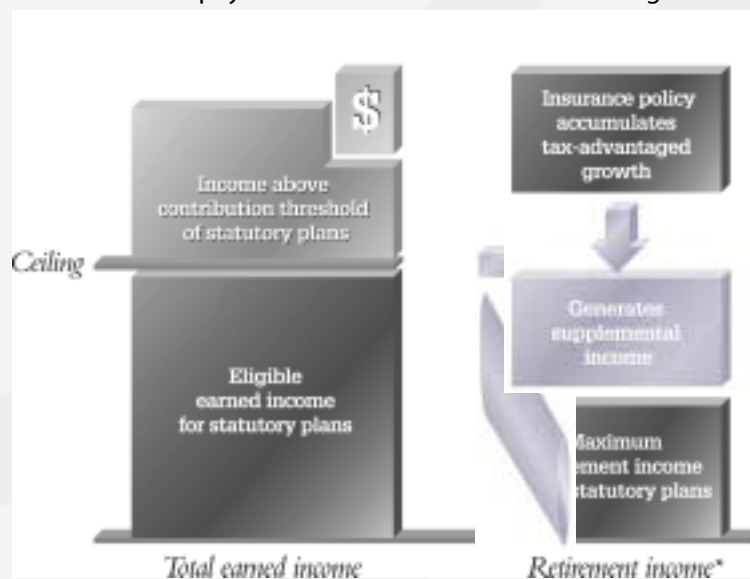 $
Income above
contribution threshold
of statutory plans
Ceiling
Eligible
earned income
for statutory plans
Total earned income
Insurance policy
accumulates
tax-advantaged
growth
Generates
supplemental
income
Maximum
ement income
statutory plans
Retirement income*